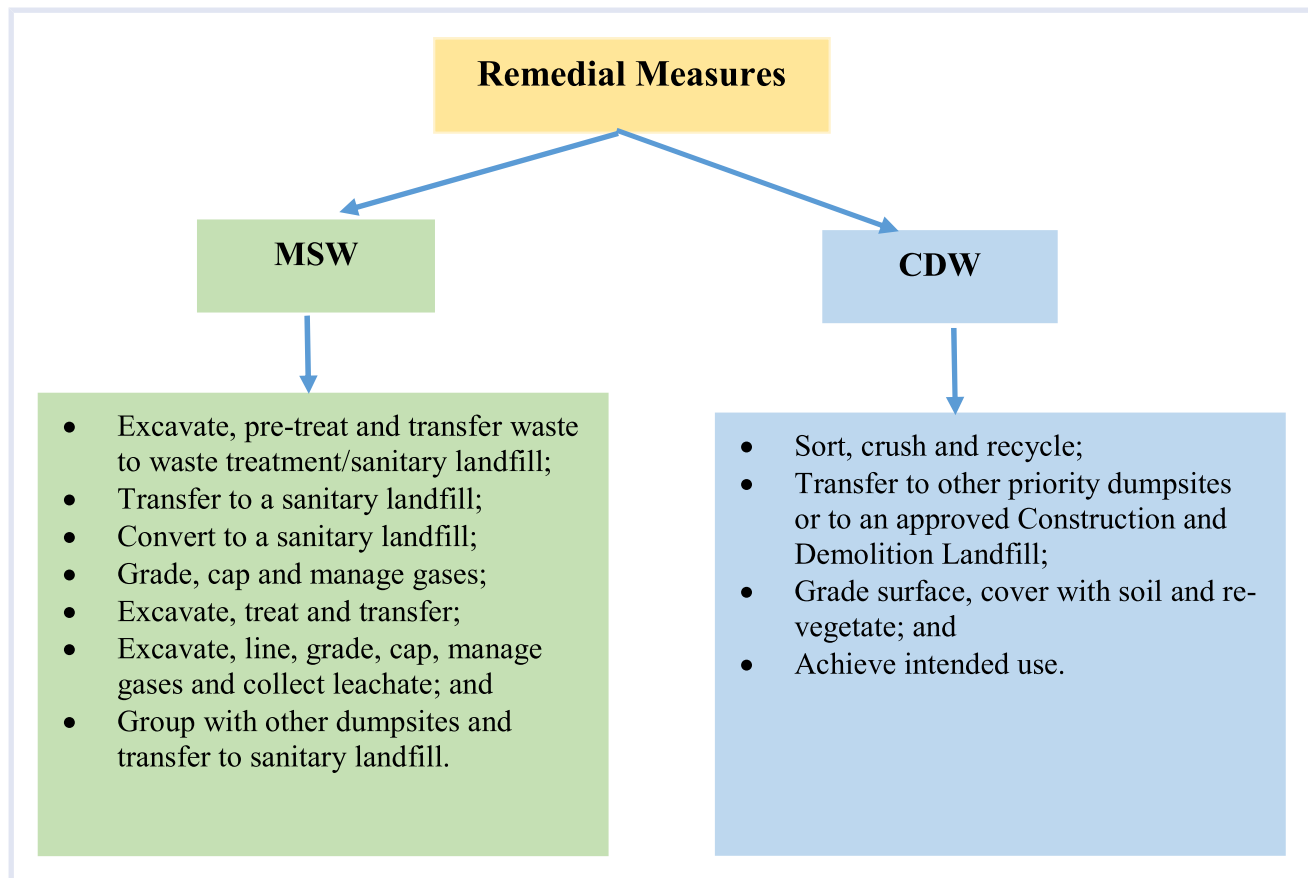 Remedial Measures
MSW
CDW
• Excavate, pre-treat and transfer waste
to waste treatment/sanitary landfill;
• Transfer to a sanitary landfill;
• Convert to a sanitary landfill;
• Grade, cap and manage gases;
• Excavate, treat and transfer;
• Excavate, line, grade, cap, manage
gases and collect leachate; and
• Group with other dumpsites and
transfer to sanitary landfill.
• Sort, crush and recycle;
• Transfer to other priority dumpsites
or to an approved Construction and
Demolition Landfill;
• Grade surface, cover with soil and re-
vegetate; and
• Achieve intended use.